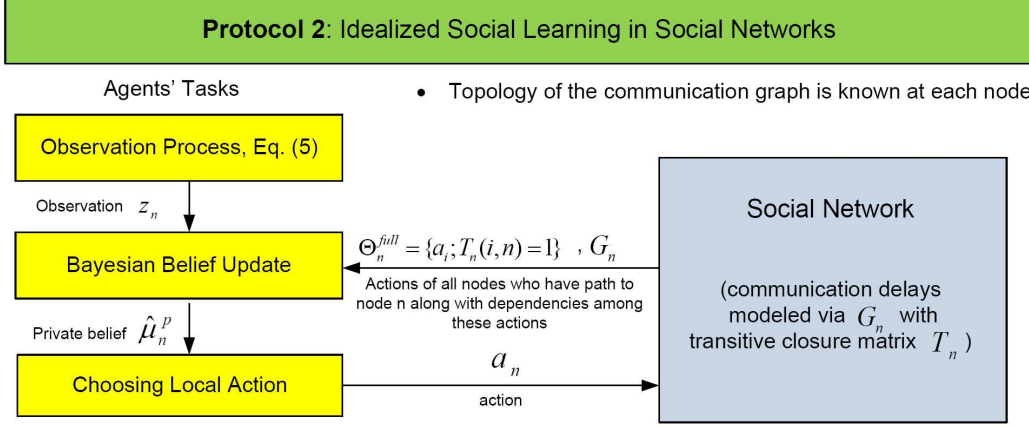 Protocol 2: Idealized Social Learning in Social Networks
Agents' Tasks
• Topology of the communication graph is known at each node
Observation Process, Eq. (5)
Observation z_n
Bayesian Belief Update
Θ_n^{full} = {a_i; T_n(i, n) = 1} , G_n
Actions of all nodes who have path to
node n along with dependencies among
these actions
Private belief μ̂_n^p
Choosing Local Action
a_n
action
Social Network
(communication delays
modeled via G_n with
transitive closure matrix T_n )